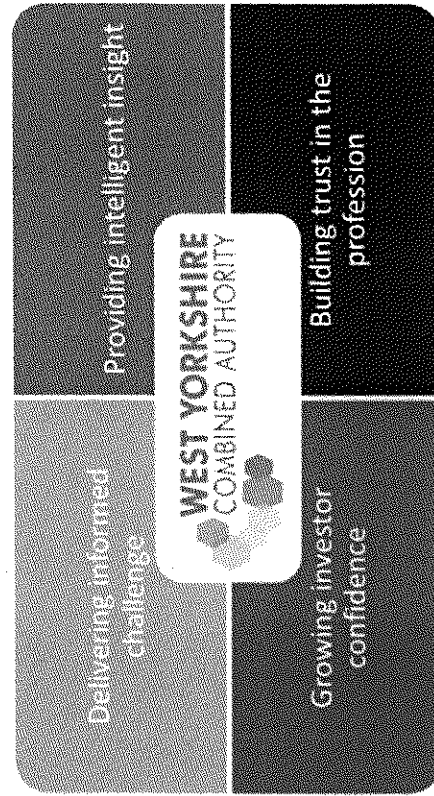 Delivering informed
challenge
Providing intelligent insight
WEST YORKSHIRE
COMBINED AUTHORITY
Growing investor
confidence
Building trust in the
profession